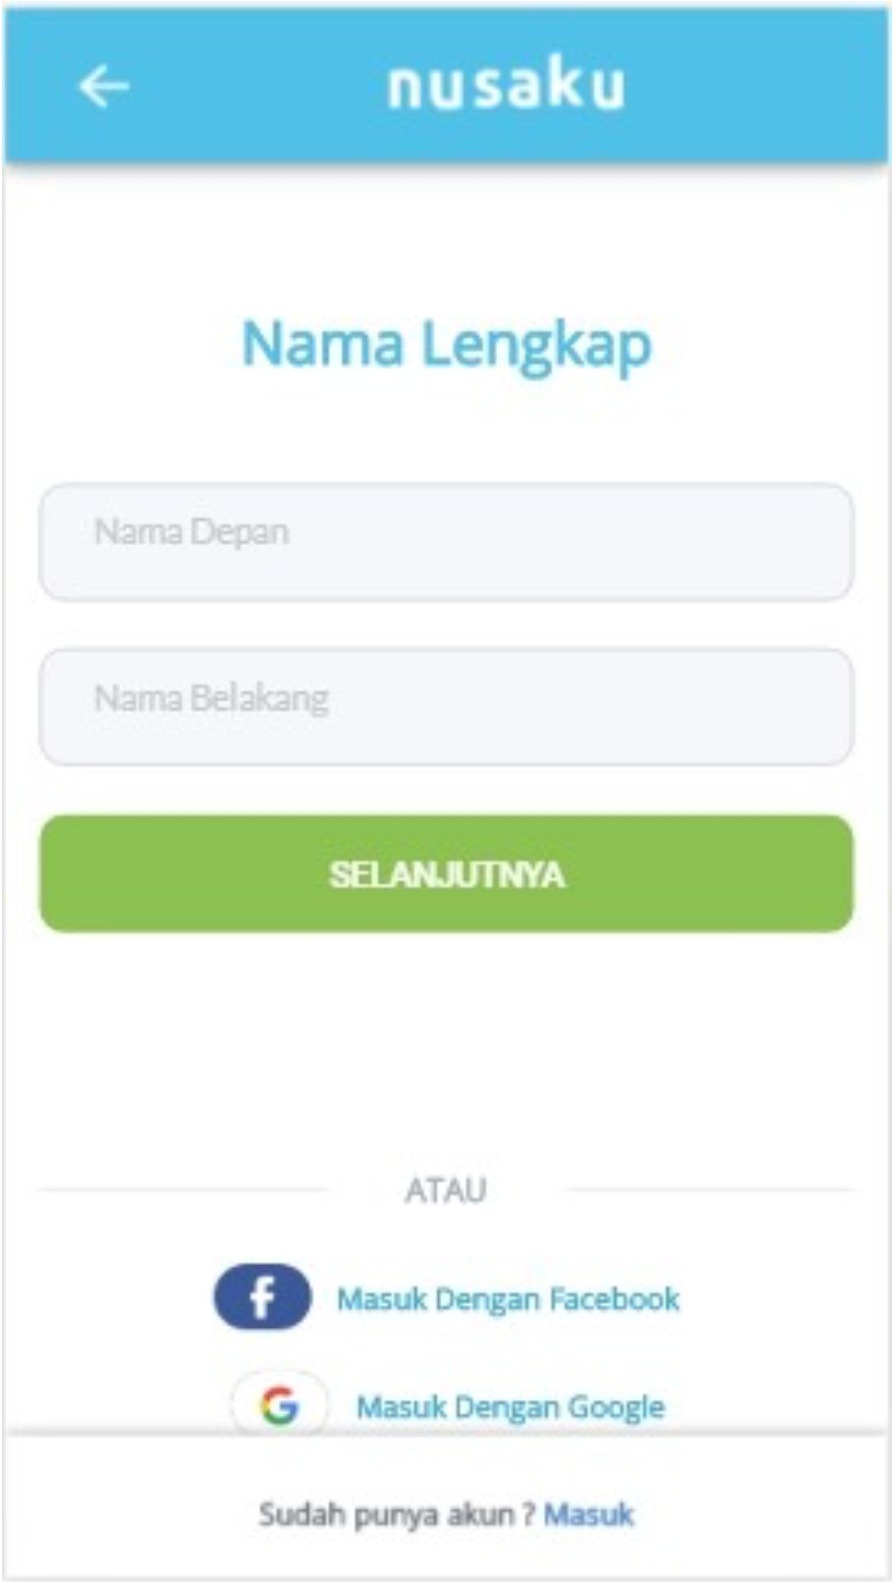 nusaku
Nama Lengkap
Nama Depan
Nama Belakang
SELANJUTNYA
ATAU
Masuk Dengan Facebook
Masuk Dengan Google
Sudah punya akun ? Masuk